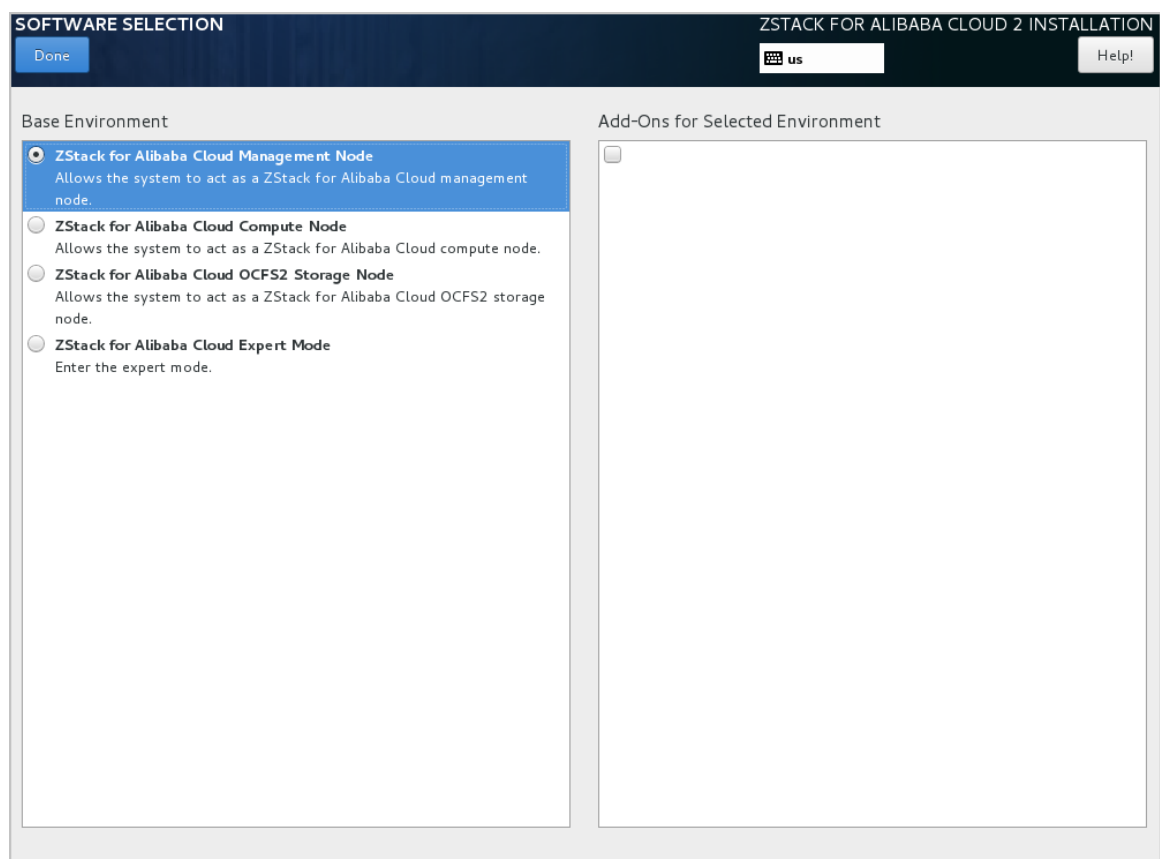 SOFTWARE SELECTION
ZSTACK FOR ALIBABA CLOUD 2 INSTALLATION
Done
us
Help!
Base Environment
ZStack for Alibaba Cloud Management Node
Allows the system to act as a ZStack for Alibaba Cloud management
node.
ZStack for Alibaba Cloud Compute Node
Allows the system to act as a ZStack for Alibaba Cloud compute node.
ZStack for Alibaba Cloud OCFS2 Storage Node
Allows the system to act as a ZStack for Alibaba Cloud OCFS2 storage
node.
ZStack for Alibaba Cloud Expert Mode
Enter the expert mode.
Add-Ons for Selected Environment